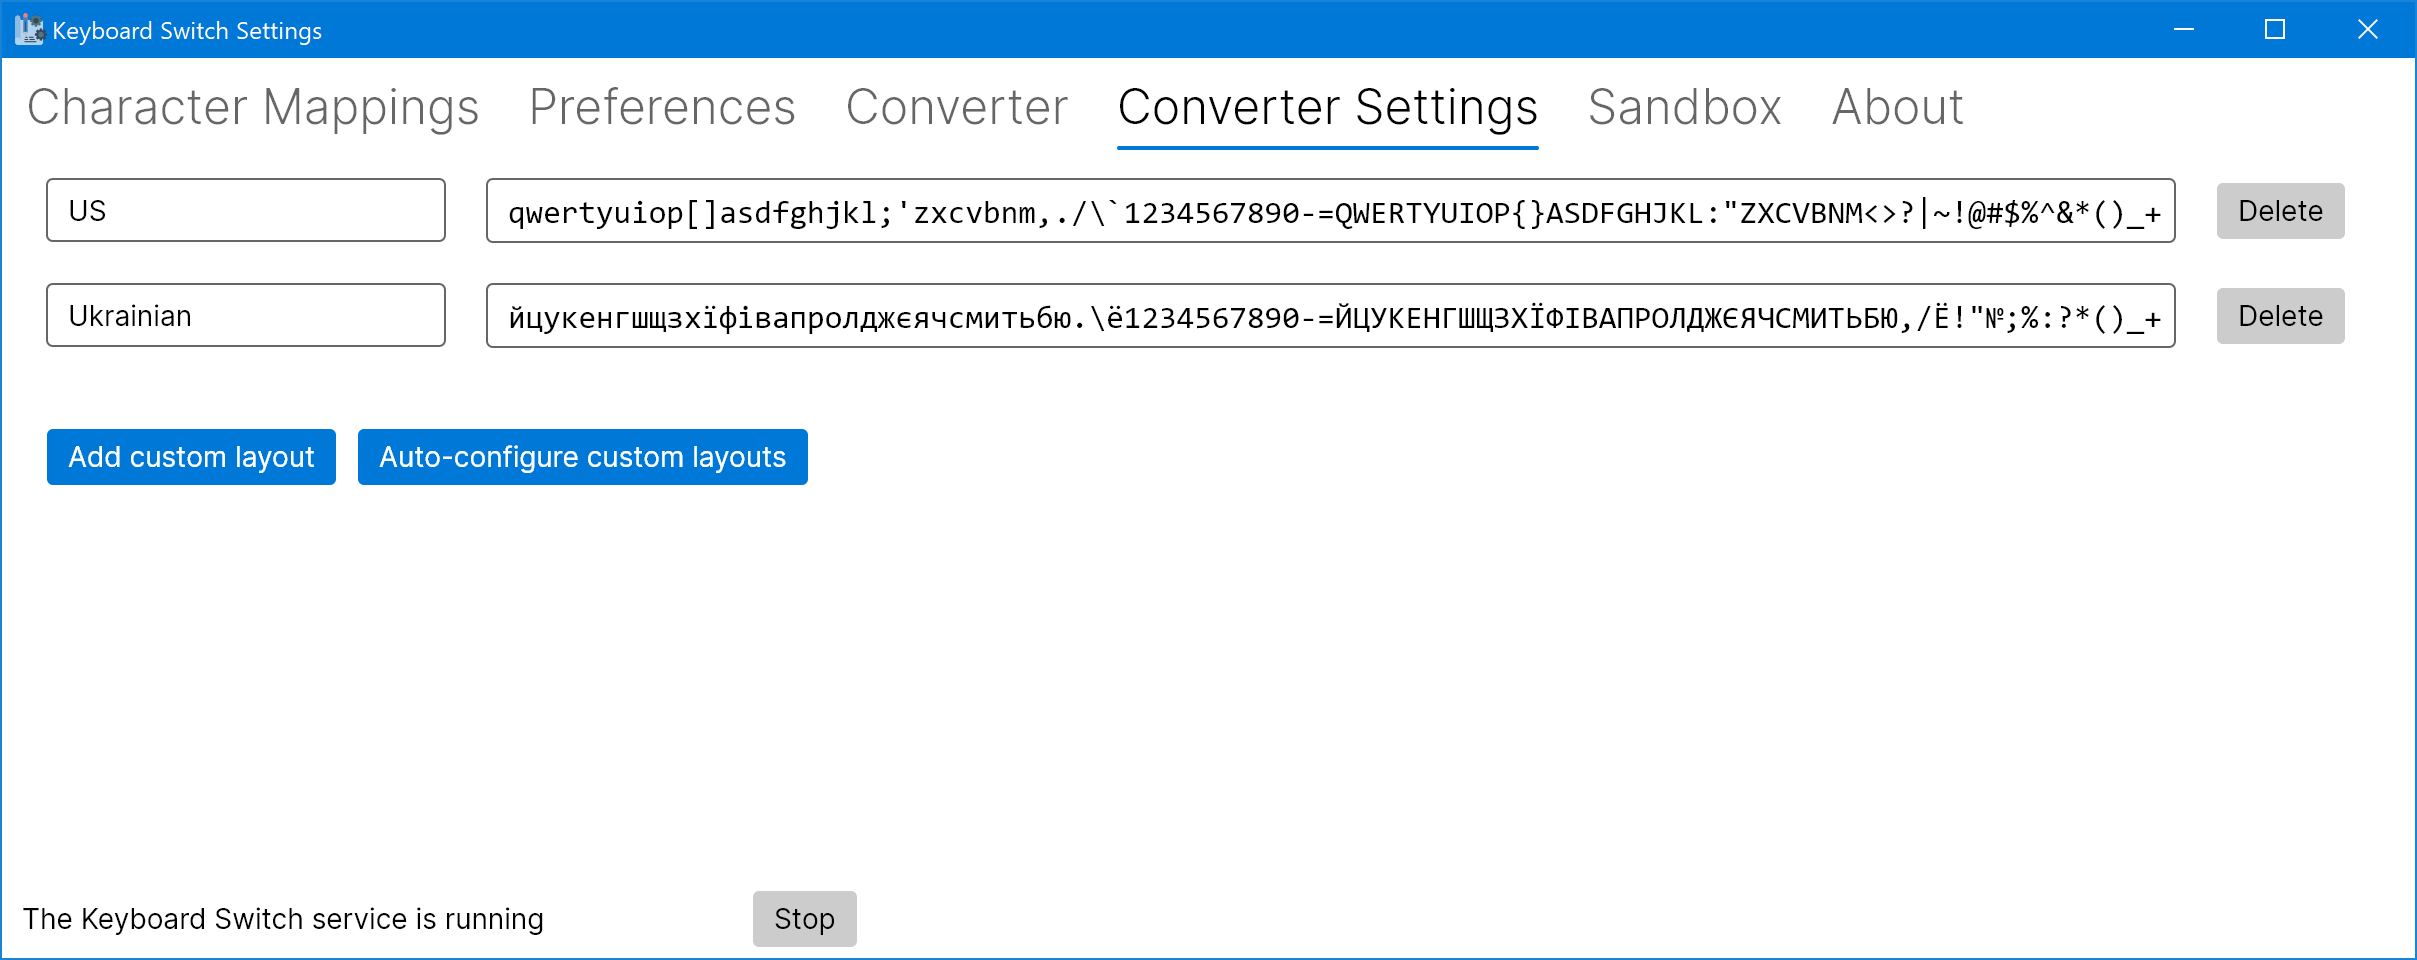 Keyboard Switch Settings
Character Mappings Preferences Converter Converter Settings Sandbox About
US qwertyuiop[]asdfghjkl;'zxcvbnm,./\`1234567890-=QWERTYUIOP{}ASDFGHJKL:"ZXCVBNM<>?|~!@#$%^&*()_+ Delete
Ukrainian йцукенгшщзхїфівапролджєячсмитьбю.\ё1234567890-=ЙЦУКЕНГШЩЗХЇФІВАПРОЛДЖЄЯЧСМИТЬБЮ,/Ё!"№;%:?*()_+ Delete
Add custom layout Auto-configure custom layouts
The Keyboard Switch service is running Stop